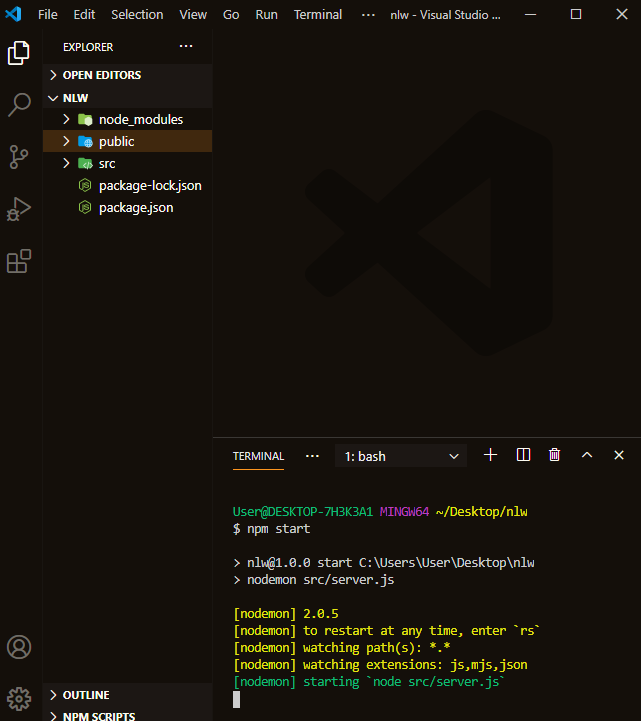 File Edit Selection View Go Run Terminal ··· nlw - Visual Studio ...
EXPLORER ···
OPEN EDITORS
NLW
node_modules
public
src
package-lock.json
package.json
TERMINAL ··· 1: bash
User@DESKTOP-7H3K3A1 MINGW64 ~/Desktop/nlw
$ npm start
> nlw@1.0.0 start C:\Users\User\Desktop\nlw
> nodemon src/server.js
[nodemon] 2.0.5
[nodemon] to restart at any time, enter `rs`
[nodemon] watching path(s): *.*
[nodemon] watching extensions: js,mjs,json
[nodemon] starting `node src/server.js`
OUTLINE
NPM SCRIPTS